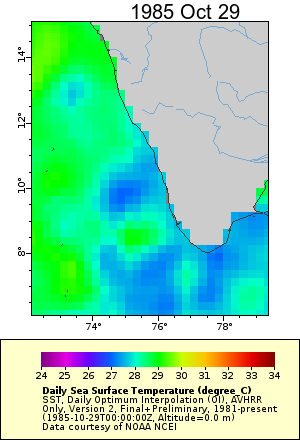 1985 Oct 29
14°
12°
10°
8°
74° 76° 78°
24 25 26 27 28 29 30 31 32 33 34
Daily Sea Surface Temperature (degree_C)
SST, Daily Optimum Interpolation (OI), AVHRR
Only, Version 2, Final+Preliminary, 1981-present
(1985-10-29T00:00:00Z, Altitude=0.0 m)
Data courtesy of NOAA NCEI